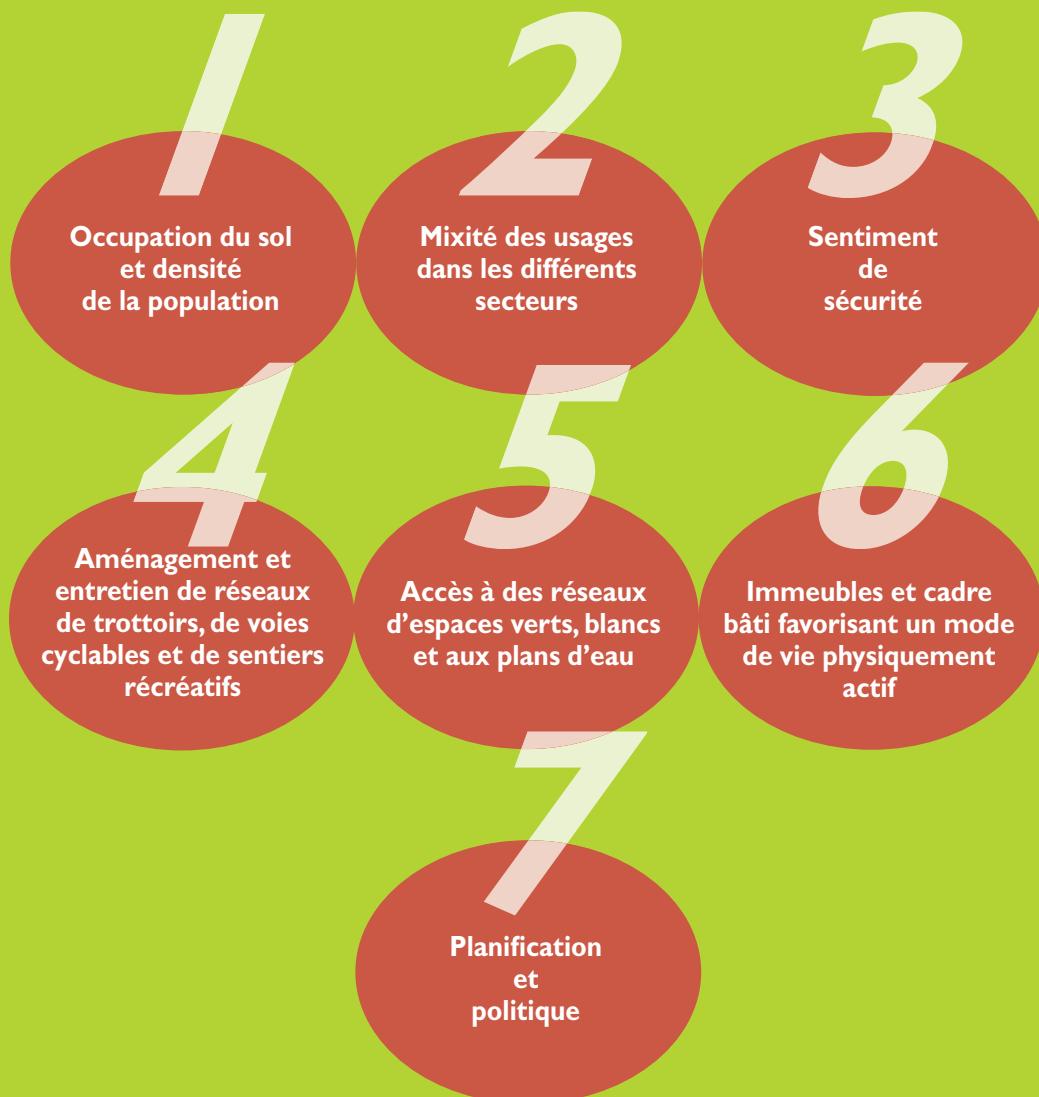 1
Occupation du sol
et densité
de la population
2
Mixité des usages
dans les différents
secteurs
3
Sentiment
de
sécurité
4
Aménagement et
entretien de réseaux
de trottoirs, de voies
cyclables et de sentiers
récréatifs
5
Accès à des réseaux
d’espaces verts, blancs
et aux plans d’eau
6
Immeubles et cadre
bâti favorisant un mode
de vie physiquement
actif
7
Planification
et
politique